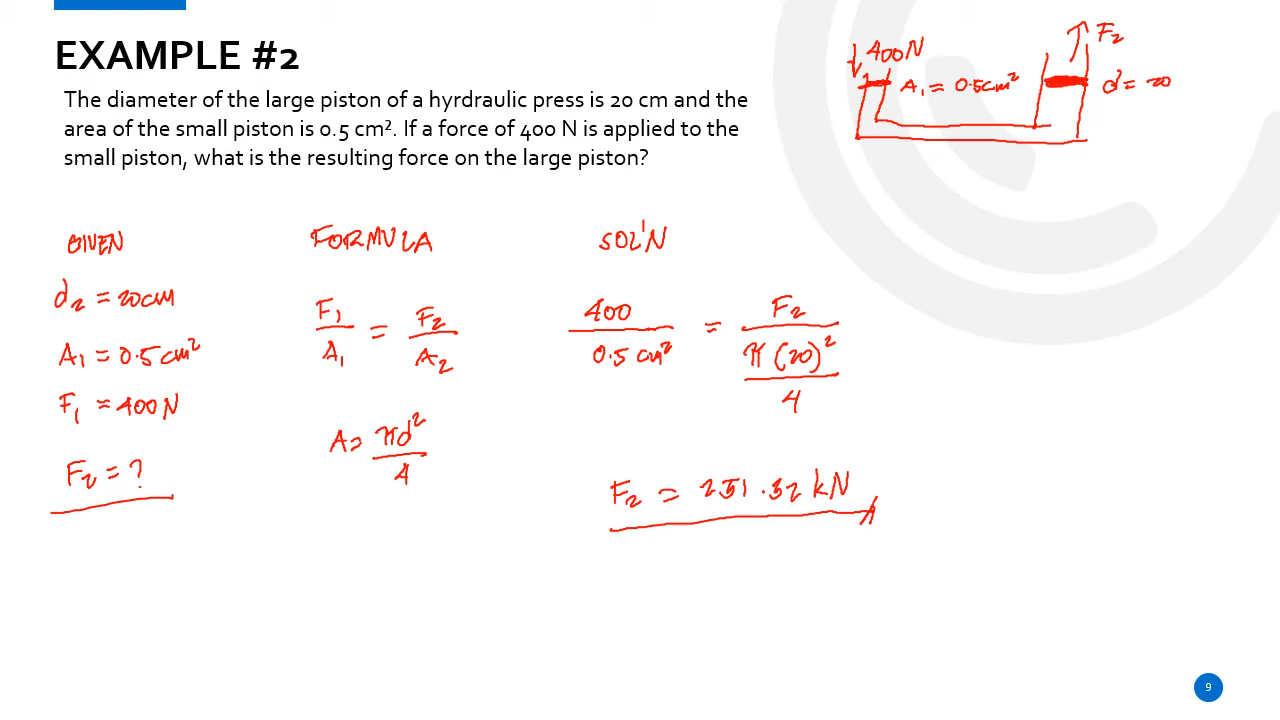 EXAMPLE #2
The diameter of the large piston of a hyrdraulic press is 20 cm and the
area of the small piston is 0.5 cm². If a force of 400 N is applied to the
small piston, what is the resulting force on the large piston?
↓ 400N
A₁ = 0.5cm²
↑ F₂
d = 20
GIVEN
d₂ = 20cm
A₁ = 0.5 cm²
F₁ = 400 N
F₂ = ?
FORMULA
F₁/A₁ = F₂/A₂
A = πd²/4
SOL'N
400/0.5 cm² = F₂/(π(20)²/4)
F₂ = 251.32 kN
9